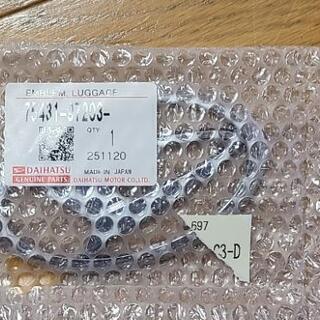 EMBLEM, LUGGAGE
75431-97203-
QTY
1
251120
DAIHATSU
GENUINE PARTS
MADE IN JAPAN
DAIHATSU MOTOR CO.,LTD.
697
C3-D